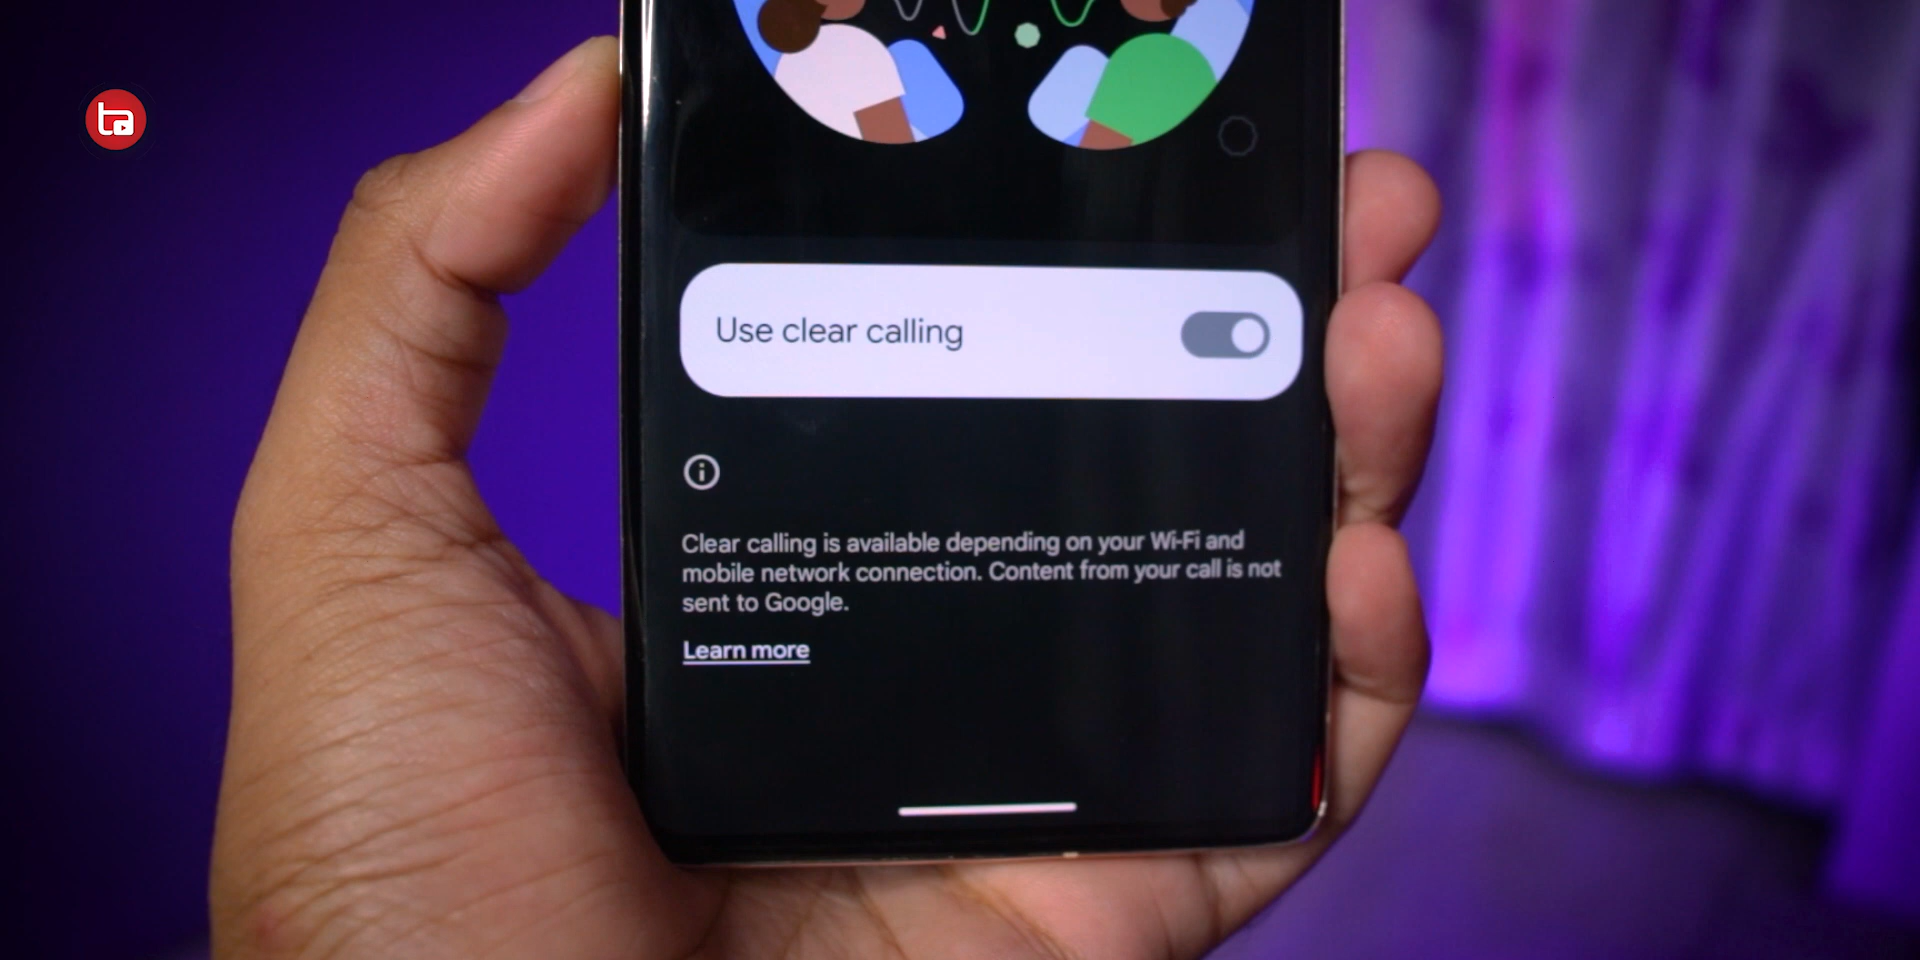 ta
Use clear calling
Clear calling is available depending on your Wi-Fi and
mobile network connection. Content from your call is not
sent to Google.
Learn more